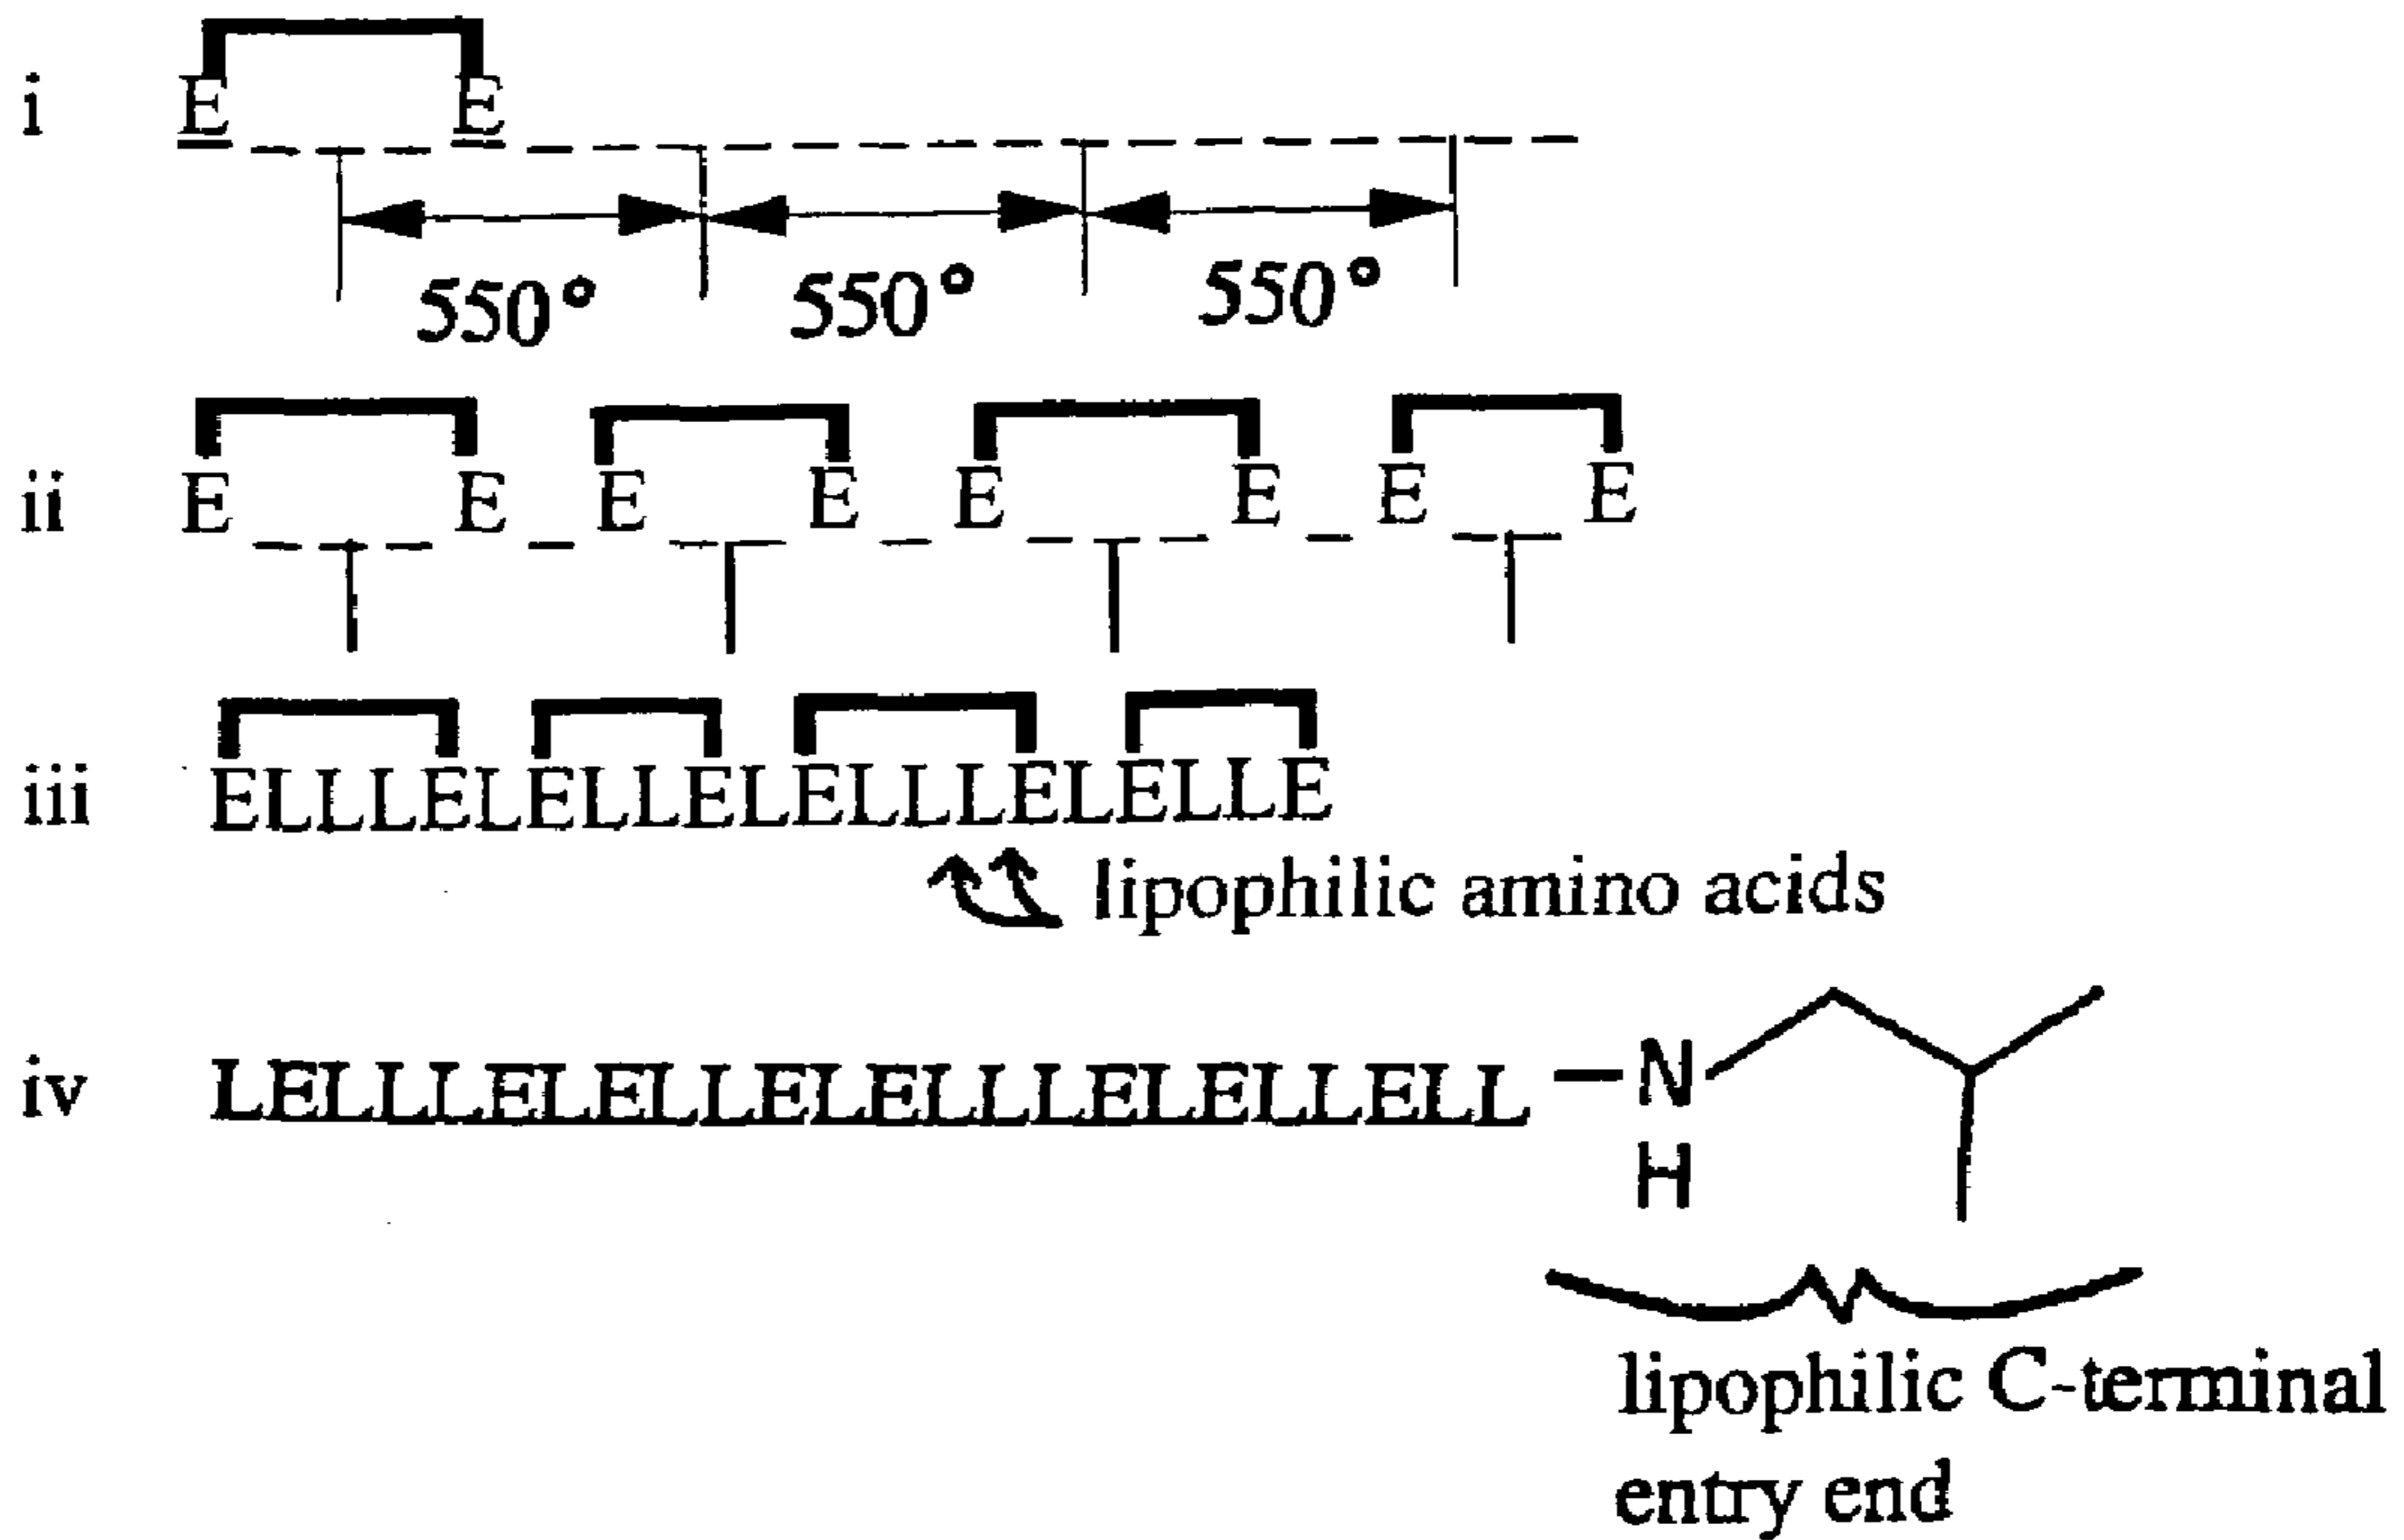 i E E
550° 550° 550°
ii E E E E E E E E
iii ELLLELELLELELLLELELLE
lipophilic amino acids
iv LELLLELELLELELLLELELLELL — N
H
lipophilic C-terminal
entry end